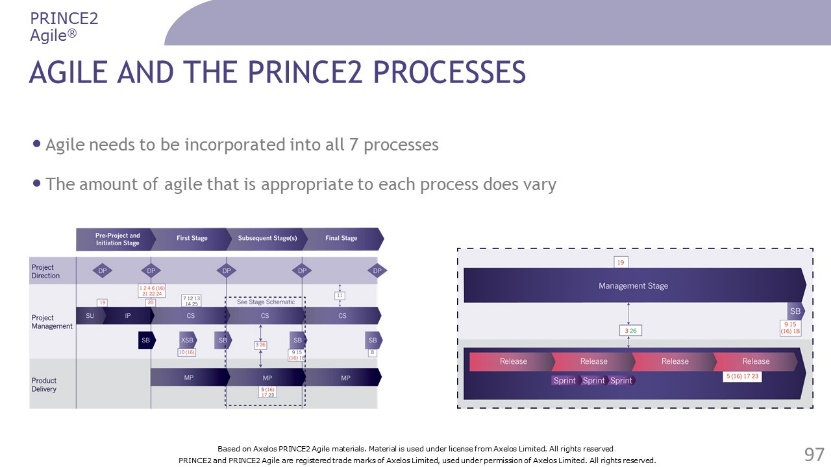 PRINCE2
Agile®
AGILE AND THE PRINCE2 PROCESSES
• Agile needs to be incorporated into all 7 processes
• The amount of agile that is appropriate to each process does vary
Pre-Project and
Initiation Stage
First Stage
Subsequent Stage(s)
Final Stage
Project
Direction
DP
DP
DP
DP
DP
1 2 4 6 (16)
21 22 24
7 12 13
14 25
11
See Stage Schematic
Project
Management
SU
IP
CS
CS
CS
SB
SB
SB
SB
10 (16)
3 26
9 15
8
Product
Delivery
MP
MP
MP
5 (16)
17 23
19
Management Stage
SB
9 15
(16) 18
3 26
Release
Release
Release
Release
Sprint
Sprint
Sprint
5 (16) 17 23
Based on Axelos PRINCE2 Agile materials. Material is used under license from Axelos Limited. All rights reserved.
PRINCE2 and PRINCE2 Agile are registered trade marks of Axelos Limited, used under permission of Axelos Limited. All rights reserved.
97